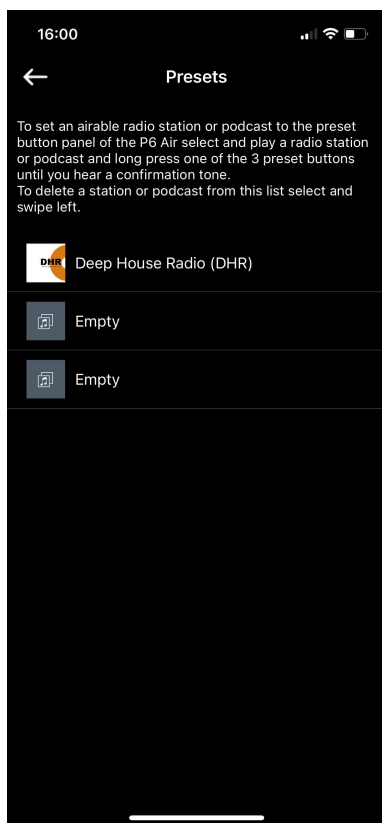 16:00
Presets
To set an airable radio station or podcast to the preset
button panel of the P6 Air select and play a radio station
or podcast and long press one of the 3 preset buttons
until you hear a confirmation tone.
To delete a station or podcast from this list select and
swipe left.
DHR
Deep House Radio (DHR)
Empty
Empty